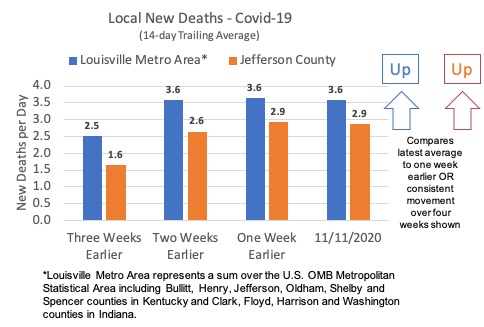 Local New Deaths - Covid-19
(14-day Trailing Average)
Louisville Metro Area* Jefferson County
Up Up
4.0
3.5
3.0
2.5
2.0
1.5
1.0
0.5
0.0
New Deaths per Day
2.5 1.6 3.6 2.6 3.6 2.9 3.6 2.9
Three Weeks Earlier
Two Weeks Earlier
One Week Earlier
11/11/2020
Compares
latest average
to one week
earlier OR
consistent
movement
over four
weeks shown
*Louisville Metro Area represents a sum over the U.S. OMB Metropolitan
Statistical Area including Bullitt, Henry, Jefferson, Oldham, Shelby and
Spencer counties in Kentucky and Clark, Floyd, Harrison and Washington
counties in Indiana.